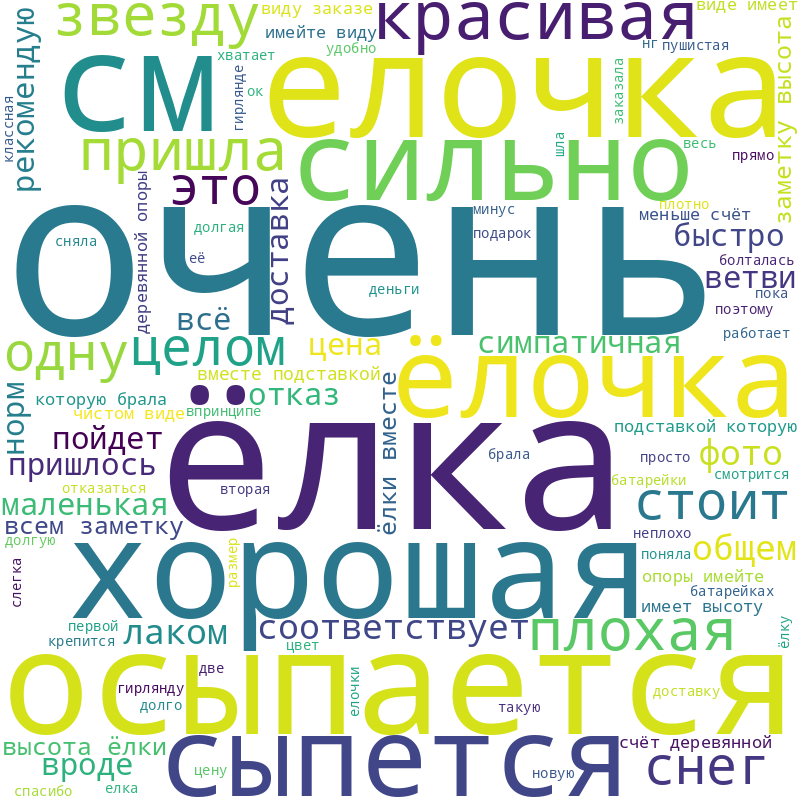 звезду
виду заказе
красивая
виде имеет
рекомендую
имейте виду
классная
см
хватает
удобно
нг
пушистая
высота
ёлочка
елочка
гирлянде
ок
заказала
заметку
пришла
сильно
шла
весь
прямо
это
деревянной опоры
доставка
очень
долгая
минус
плотно
меньше счёт
подарок
быстро
сняла
её
болталась
деньги
ветви
пока
всё
поэтому
работает
одну
целом
цена
симпатичная
вместе подставкой
норм
которую брала
отказ
ёлки вместе
чистом виде
впринципе
подставкой которую
пойдет
ёлка
фото
пришлось
брала
просто
смотрится
отказаться
вторая
батарейки
маленькая
стоит
всем заметку
неплохо
долгую
размер
хорошая
поняла
общем
слегка
опоры имейте
батарейках
имеет высоту
первой
лаком
соответствует
плохая
крепится
цвет
ёлку
осыпается
две
гирлянду
елочки
доставку
долго
такую
высота ёлки
сыпется
счёт деревянной
вроде
цену
новую
снег
спасибо
елка